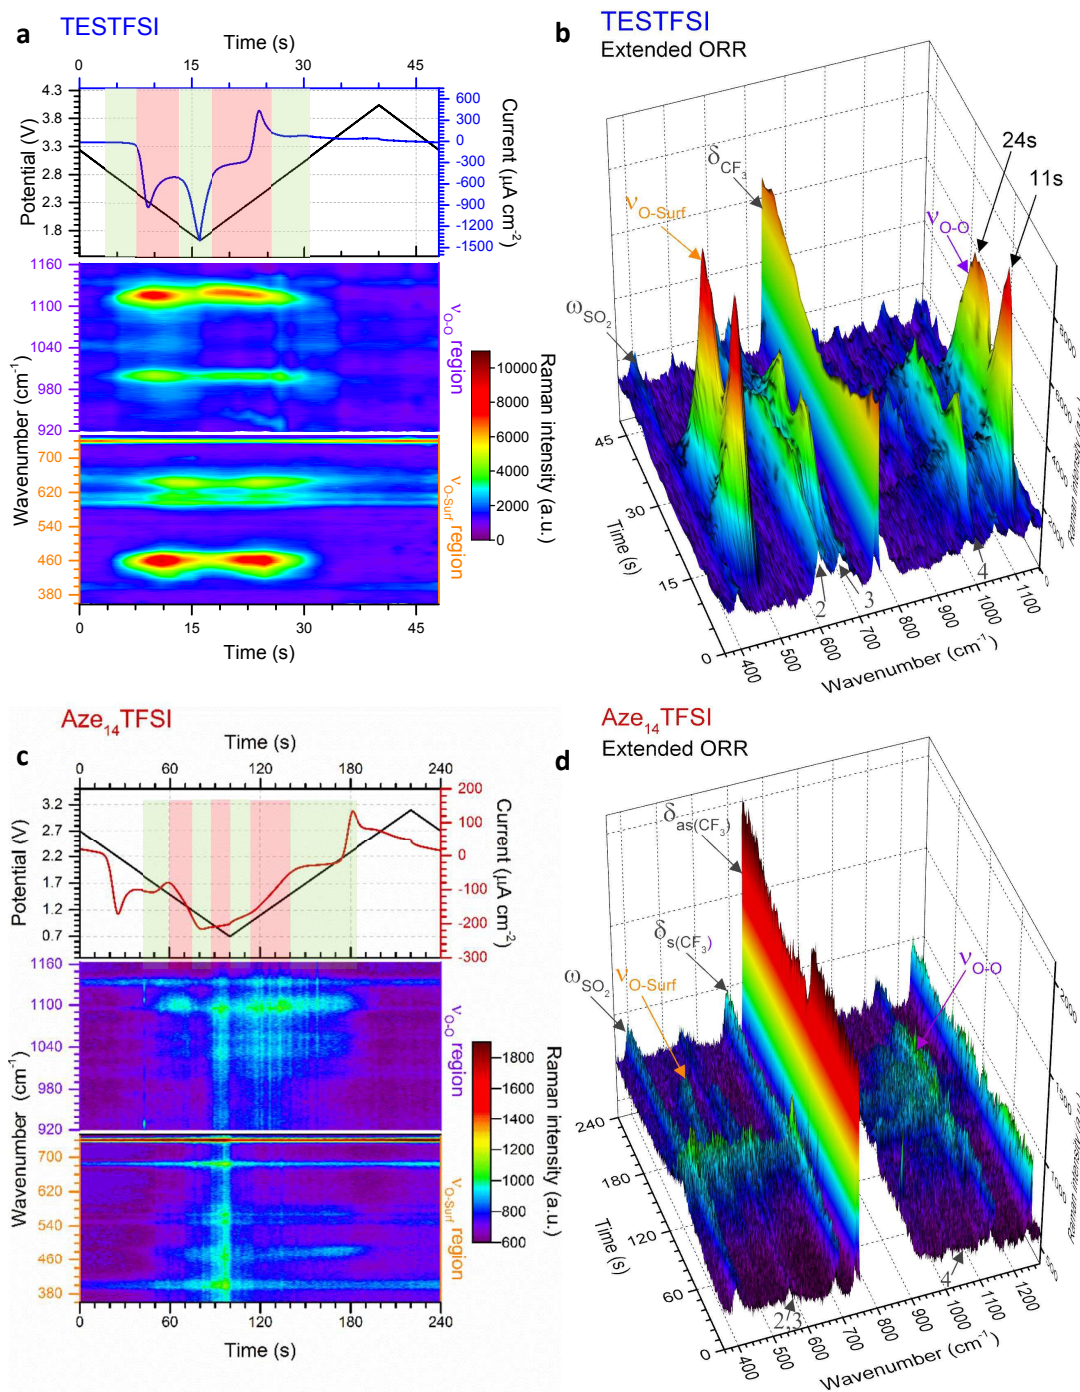 a TESTFSI
Time (s)
0 15 30 45
4.3
3.8
3.3
2.8
2.3
1.8
Potential (V)
600
300
0
-300
-600
-900
-1200
-1500
Current (µA cm⁻²)
1160
1100
1040
980
920
700
620
540
460
380
Wavenumber (cm⁻¹)
νO-O region
νO-Surf region
10000
8000
6000
4000
2000
0
Raman intensity (a.u.)
0 15 30 45
Time (s)
b TESTFSI
Extended ORR
24s
11s
δCF₃
νO-Surf
νO-O
ωSO₂
2
3
4
45
30
15
0
Time (s)
400 500 600 700 800 900 1000 1100
Wavenumber (cm⁻¹)
8000
6000
4000
2000
Aze₁₄TFSI
c
Time (s)
0 60 120 180 240
3.2
2.7
2.2
1.7
1.2
0.7
Potential (V)
200
100
0
-100
-200
-300
Current (µA cm⁻²)
1160
1100
1040
980
920
700
620
540
460
380
Wavenumber (cm⁻¹)
νO-O region
νO-Surf region
1800
1600
1400
1200
1000
800
600
Raman intensity (a.u.)
0 60 120 180 240
Time (s)
Aze₁₄TFSI
d Extended ORR
δas(CF₃)
δs(CF₃)
νO-Surf
ωSO₂
νO-O
2,3
4
240
180
120
60
0
Time (s)
400 500 600 700 800 900 1000 1100 1200
Wavenumber (cm⁻¹)
2000
1500
1000
500